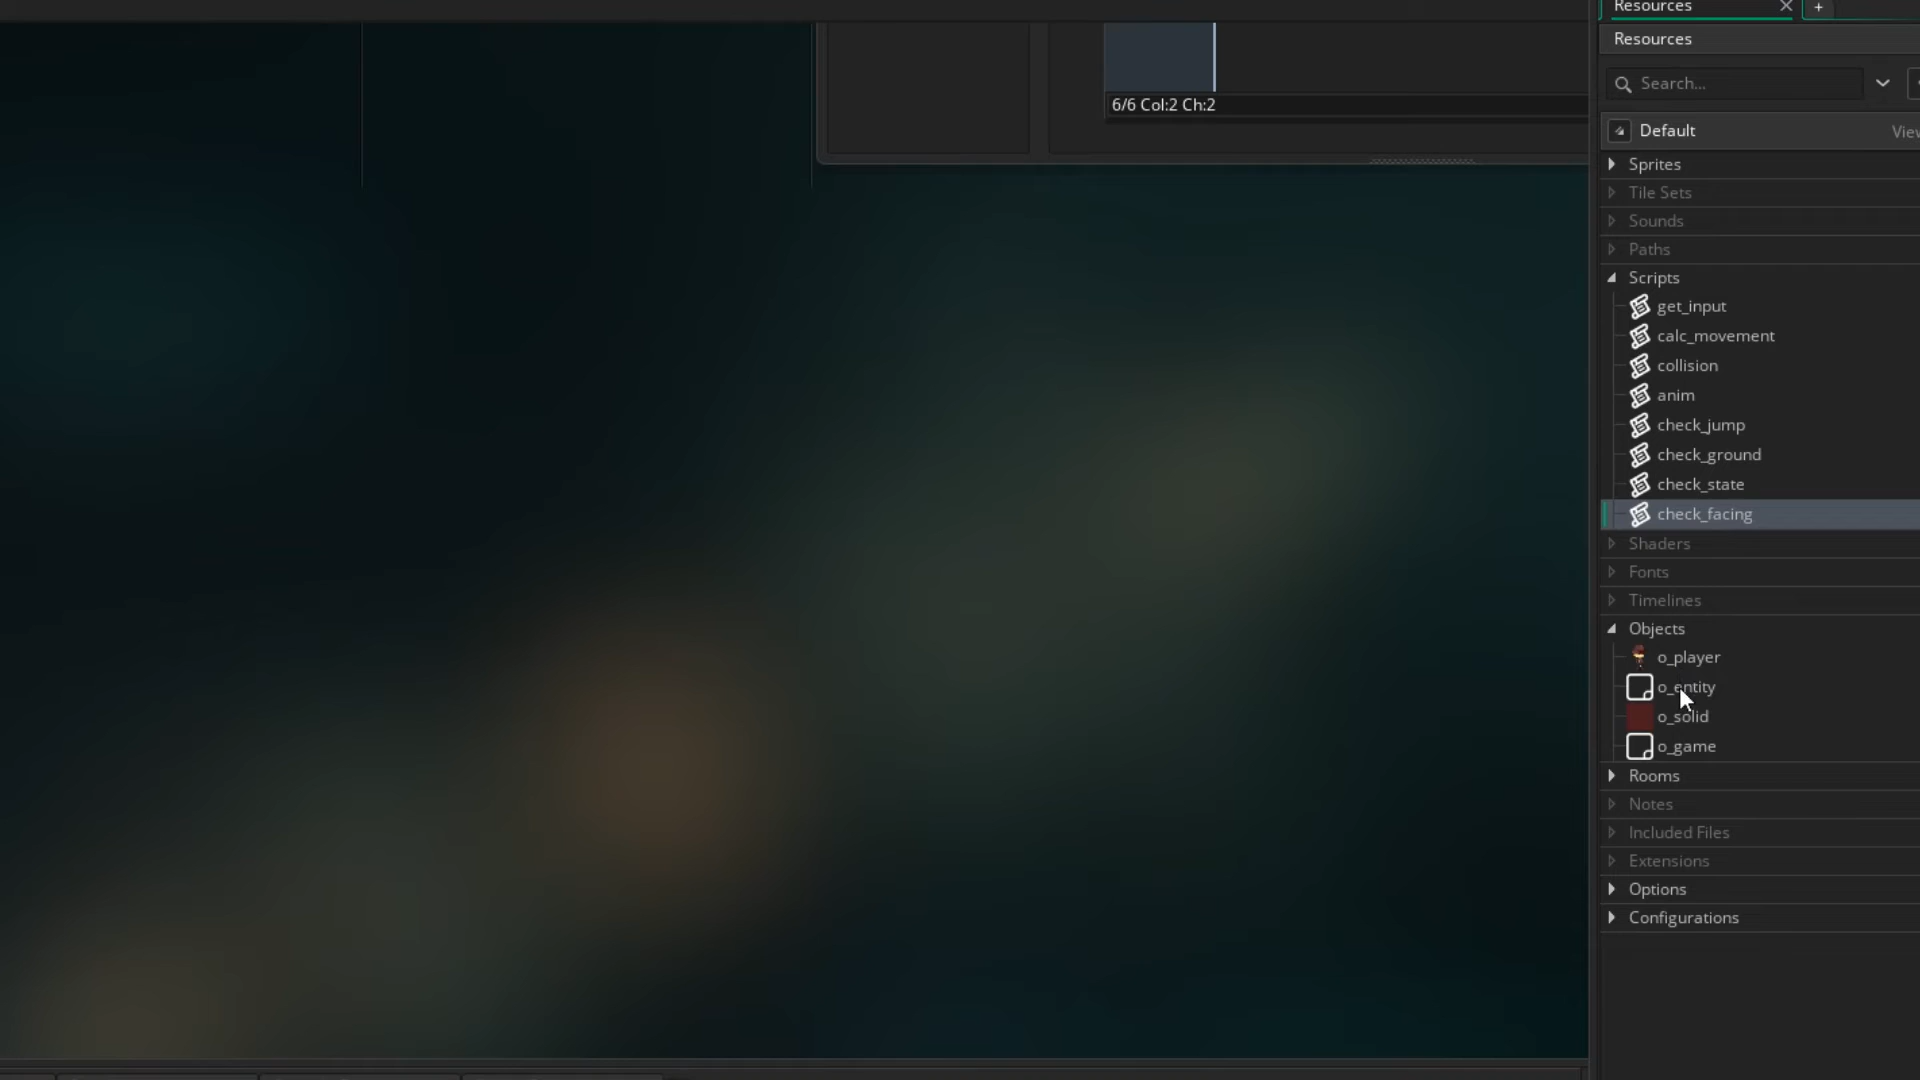 Resources
Resources
Search...
6/6 Col:2 Ch:2
Default
Sprites
Tile Sets
Sounds
Paths
Scripts
get_input
calc_movement
collision
anim
check_jump
check_ground
check_state
check_facing
Shaders
Fonts
Timelines
Objects
o_player
o_entity
o_solid
o_game
Rooms
Notes
Included Files
Extensions
Options
Configurations